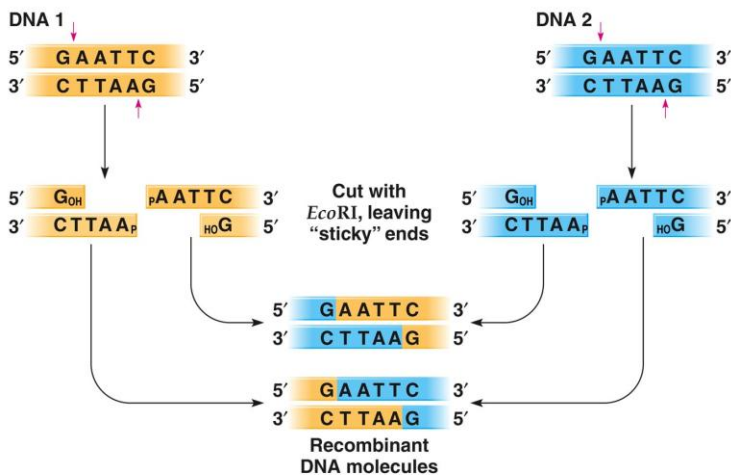 DNA 1
DNA 2
5′ GAATTC 3′
3′ CTTAAG 5′
5′ GAATTC 3′
3′ CTTAAG 5′
5′ GOH PAATTC 3′
3′ CTTAAP HOG 5′
Cut with
EcoRI, leaving
“sticky” ends
5′ GOH PAATTC 3′
3′ CTTAAP HOG 5′
5′ GAATTC 3′
3′ CTTAAG 5′
5′ GAATTC 3′
3′ CTTAAG 5′
Recombinant
DNA molecules